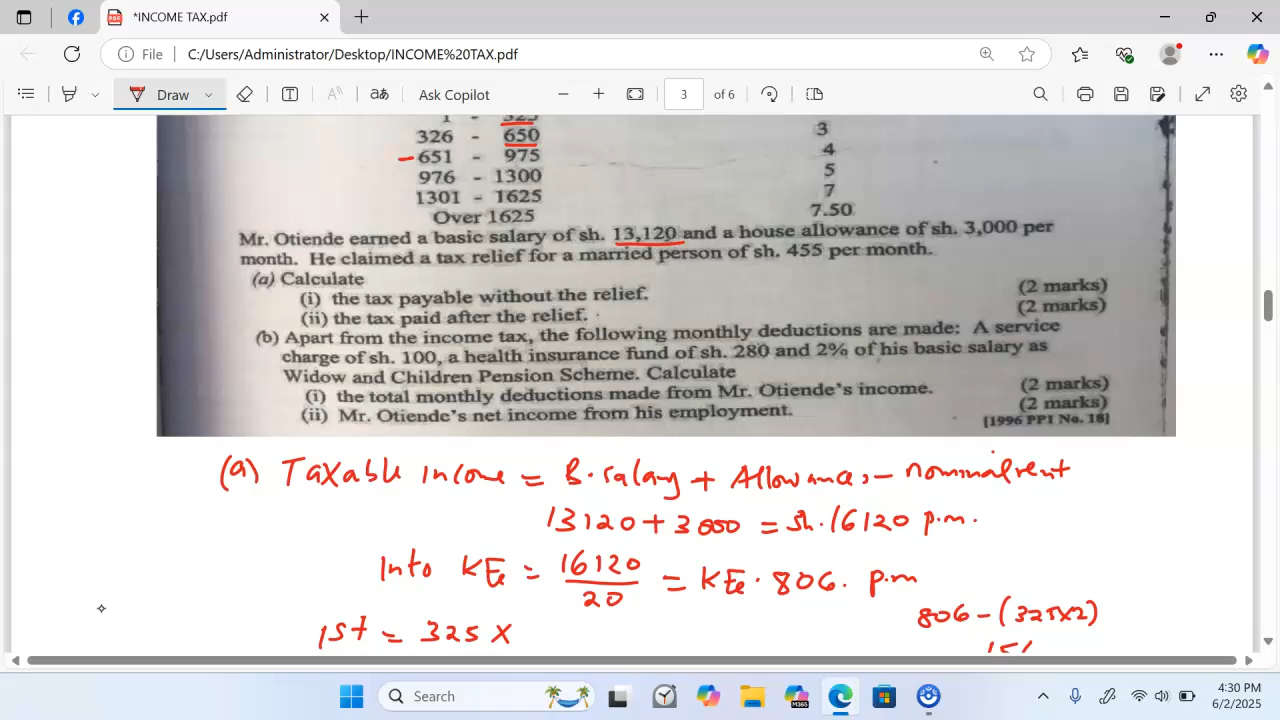 *INCOME TAX.pdf
File C:/Users/Administrator/Desktop/INCOME%20TAX.pdf
Draw Ask Copilot 3 of 6
1 - 325
326 - 650 3
651 - 975 4
976 - 1300 5
1301 - 1625 7
Over 1625 7.50
Mr. Otiende earned a basic salary of sh. 13,120 and a house allowance of sh. 3,000 per
month. He claimed a tax relief for a married person of sh. 455 per month.
(a) Calculate
(i) the tax payable without the relief. (2 marks)
(ii) the tax paid after the relief. (2 marks)
(b) Apart from the income tax, the following monthly deductions are made: A service
charge of sh. 100, a health insurance fund of sh. 280 and 2% of his basic salary as
Widow and Children Pension Scheme. Calculate
(i) the total monthly deductions made from Mr. Otiende's income. (2 marks)
(ii) Mr. Otiende's net income from his employment. (2 marks)
[1996 PP1 No. 18]
(a) Taxable income = B.salary + Allowances - nominal rent
13120 + 3000 = sh. 16120 p.m.
Into K£ = 16120/20 = K£. 806. p.m
806 - (325x2)
1st = 325 x
151
Search
4:30 PM
6/2/2025